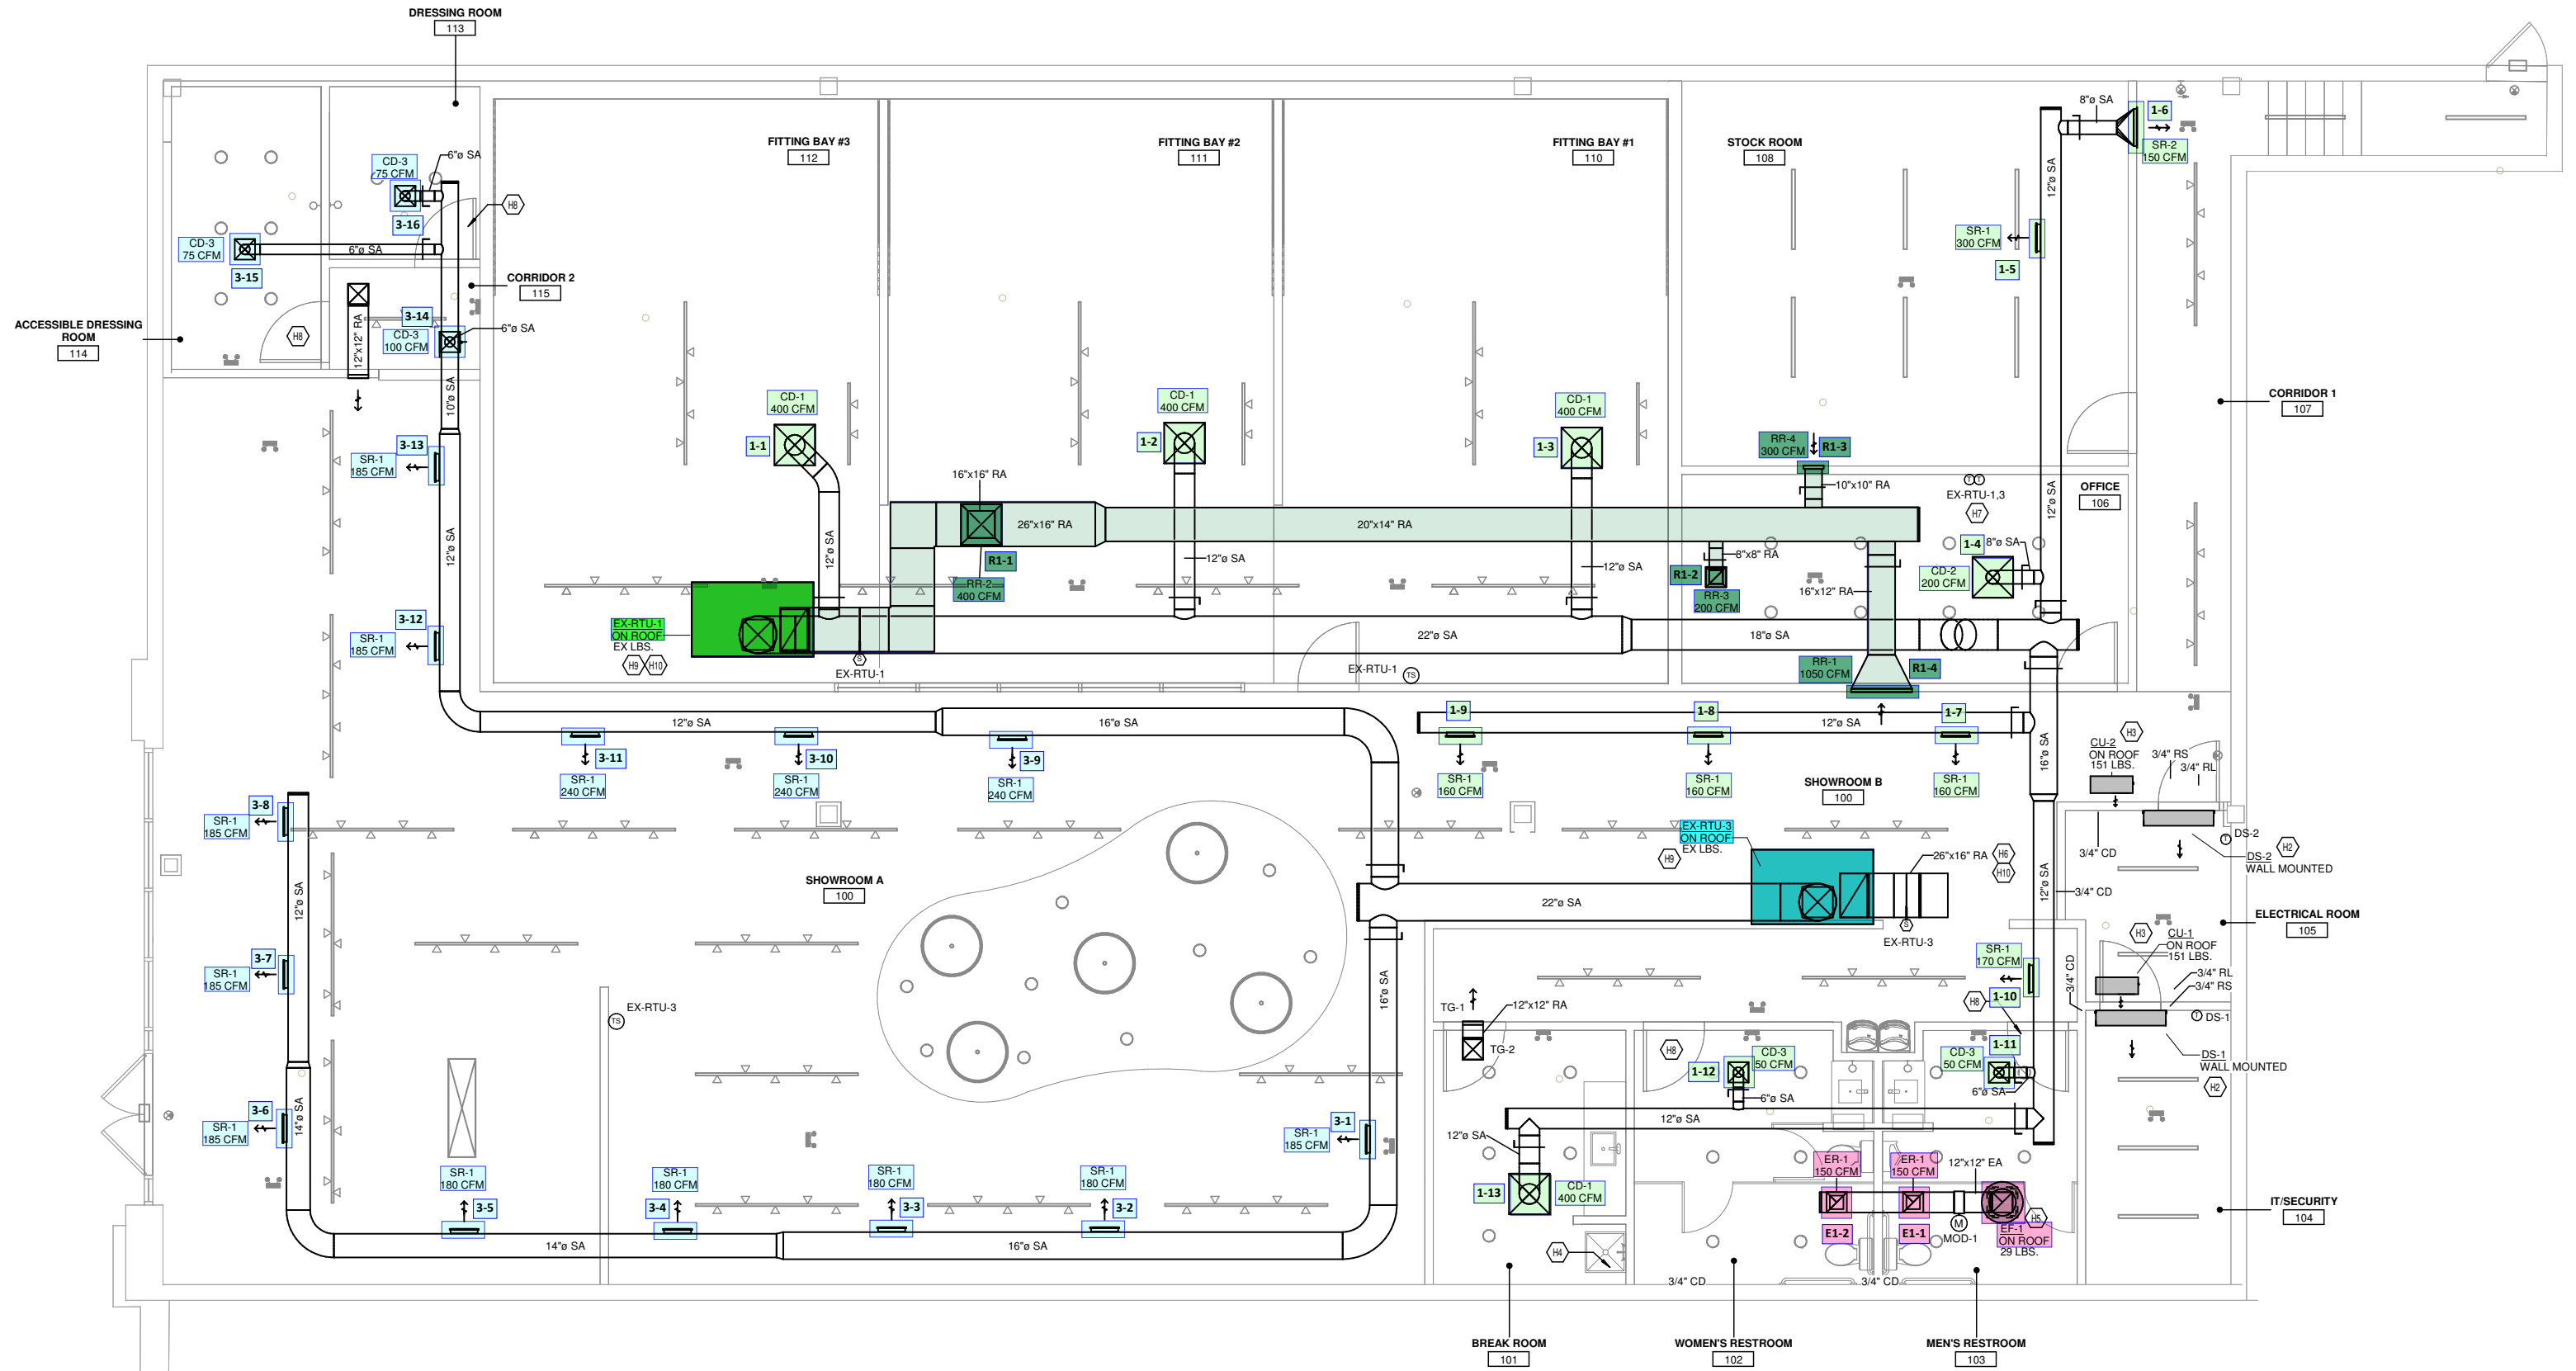 DRESSING ROOM
113
8"ø SA
1-6
SR-2
150 CFM
FITTING BAY #3
112
FITTING BAY #2
111
FITTING BAY #1
110
STOCK ROOM
108
CD-3
75 CFM
6"ø SA
3-16
H8
12"ø SA
SR-1
300 CFM
1-5
CD-3
75 CFM
6"ø SA
3-15
CORRIDOR 2
115
ACCESSIBLE DRESSING
ROOM
114
H8
12"x12" RA
3-14
CD-3
100 CFM
6"ø SA
10"ø SA
CORRIDOR 1
107
CD-1
400 CFM
1-1
CD-1
400 CFM
1-2
CD-1
400 CFM
1-3
RR-4
300 CFM
R1-3
3-13
SR-1
185 CFM
16"x16" RA
10"x10" RA
T T
EX-RTU-1,3
H7
OFFICE
106
12"ø SA
26"x16" RA
20"x14" RA
12"ø SA
12"ø SA
12"ø SA
12"ø SA
R1-1
RR-2
400 CFM
8"x8" RA
R1-2
RR-3
200 CFM
1-4
8"ø SA
CD-2
200 CFM
16"x12" RA
3-12
SR-1
185 CFM
EX-RTU-1
ON ROOF
EX LBS.
H9
H10
S
EX-RTU-1
22"ø SA
18"ø SA
EX-RTU-1
TS
RR-1
1050 CFM
R1-4
12"ø SA
16"ø SA
1-9
1-8
1-7
12"ø SA
3-11
3-10
3-9
SR-1
240 CFM
SR-1
240 CFM
SR-1
240 CFM
SR-1
160 CFM
SR-1
160 CFM
SR-1
160 CFM
16"ø SA
H3
CU-2
ON ROOF
151 LBS.
3/4" RS
3/4" RL
SHOWROOM B
100
3-8
SR-1
185 CFM
EX-RTU-3
ON ROOF
EX LBS.
H9
26"x16" RA
H6
H10
S
EX-RTU-3
3/4" CD
T
DS-2
H2
DS-2
WALL MOUNTED
SHOWROOM A
100
12"ø SA
22"ø SA
12"ø SA
3/4" CD
ELECTRICAL ROOM
105
3-7
SR-1
185 CFM
EX-RTU-3
TS
16"ø SA
TG-1
12"x12" RA
TG-2
SR-1
170 CFM
1-10
H8
3/4" CD
H3
CU-1
ON ROOF
151 LBS.
3/4" RL
3/4" RS
T
DS-1
DS-1
WALL MOUNTED
H2
1-11
H8
1-12
CD-3
50 CFM
CD-3
50 CFM
6"ø SA
6"ø SA
3-6
SR-1
185 CFM
14"ø SA
3-1
SR-1
185 CFM
12"ø SA
12"ø SA
SR-1
180 CFM
3-5
SR-1
180 CFM
3-4
SR-1
180 CFM
3-3
SR-1
180 CFM
3-2
1-13
CD-1
400 CFM
ER-1
150 CFM
ER-1
150 CFM
12"x12" EA
E1-2
E1-1
M
MOD-1
H5
EF-1
ON ROOF
29 LBS.
IT/SECURITY
104
14"ø SA
16"ø SA
H4
3/4" CD
3/4" CD
BREAK ROOM
101
WOMEN'S RESTROOM
102
MEN'S RESTROOM
103